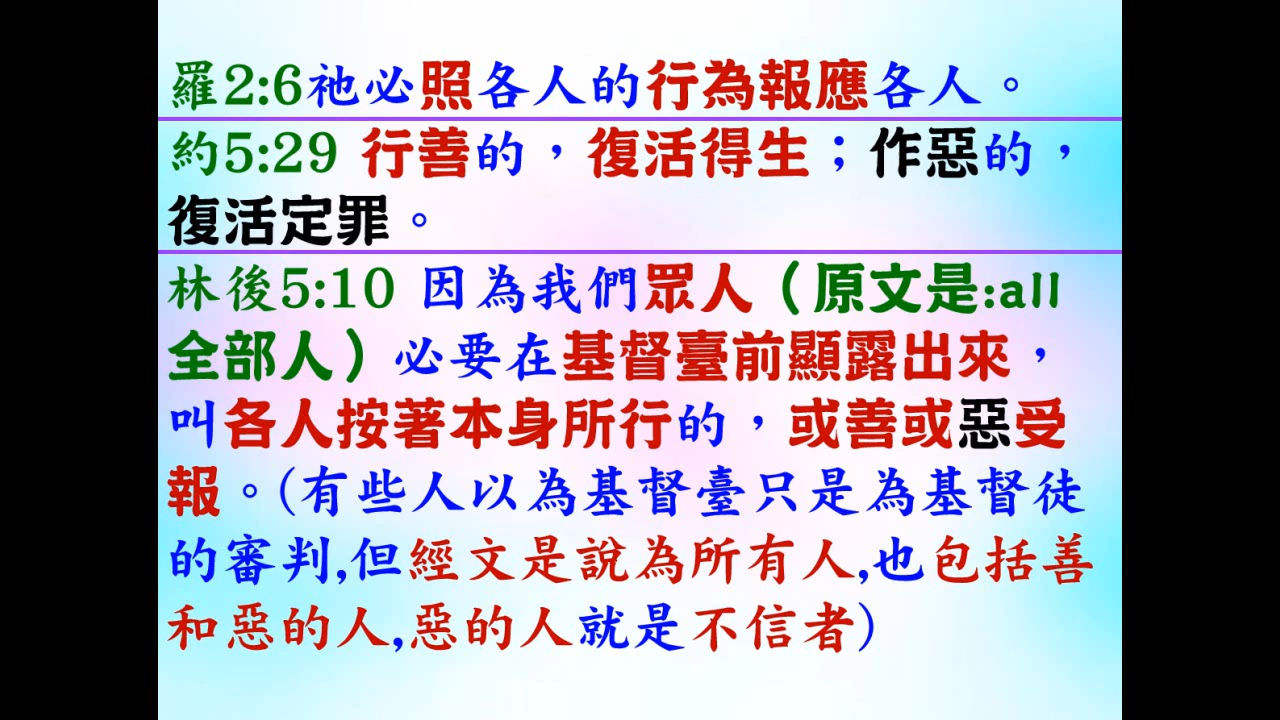 羅2:6祂必照各人的行為報應各人。
約5:29 行善的，復活得生；作惡的，
復活定罪。
林後5:10 因為我們眾人（原文是:all
全部人）必要在基督臺前顯露出來，
叫各人按著本身所行的，或善或惡受
報。(有些人以為基督臺只是為基督徒
的審判,但經文是說為所有人,也包括善
和惡的人,惡的人就是不信者)